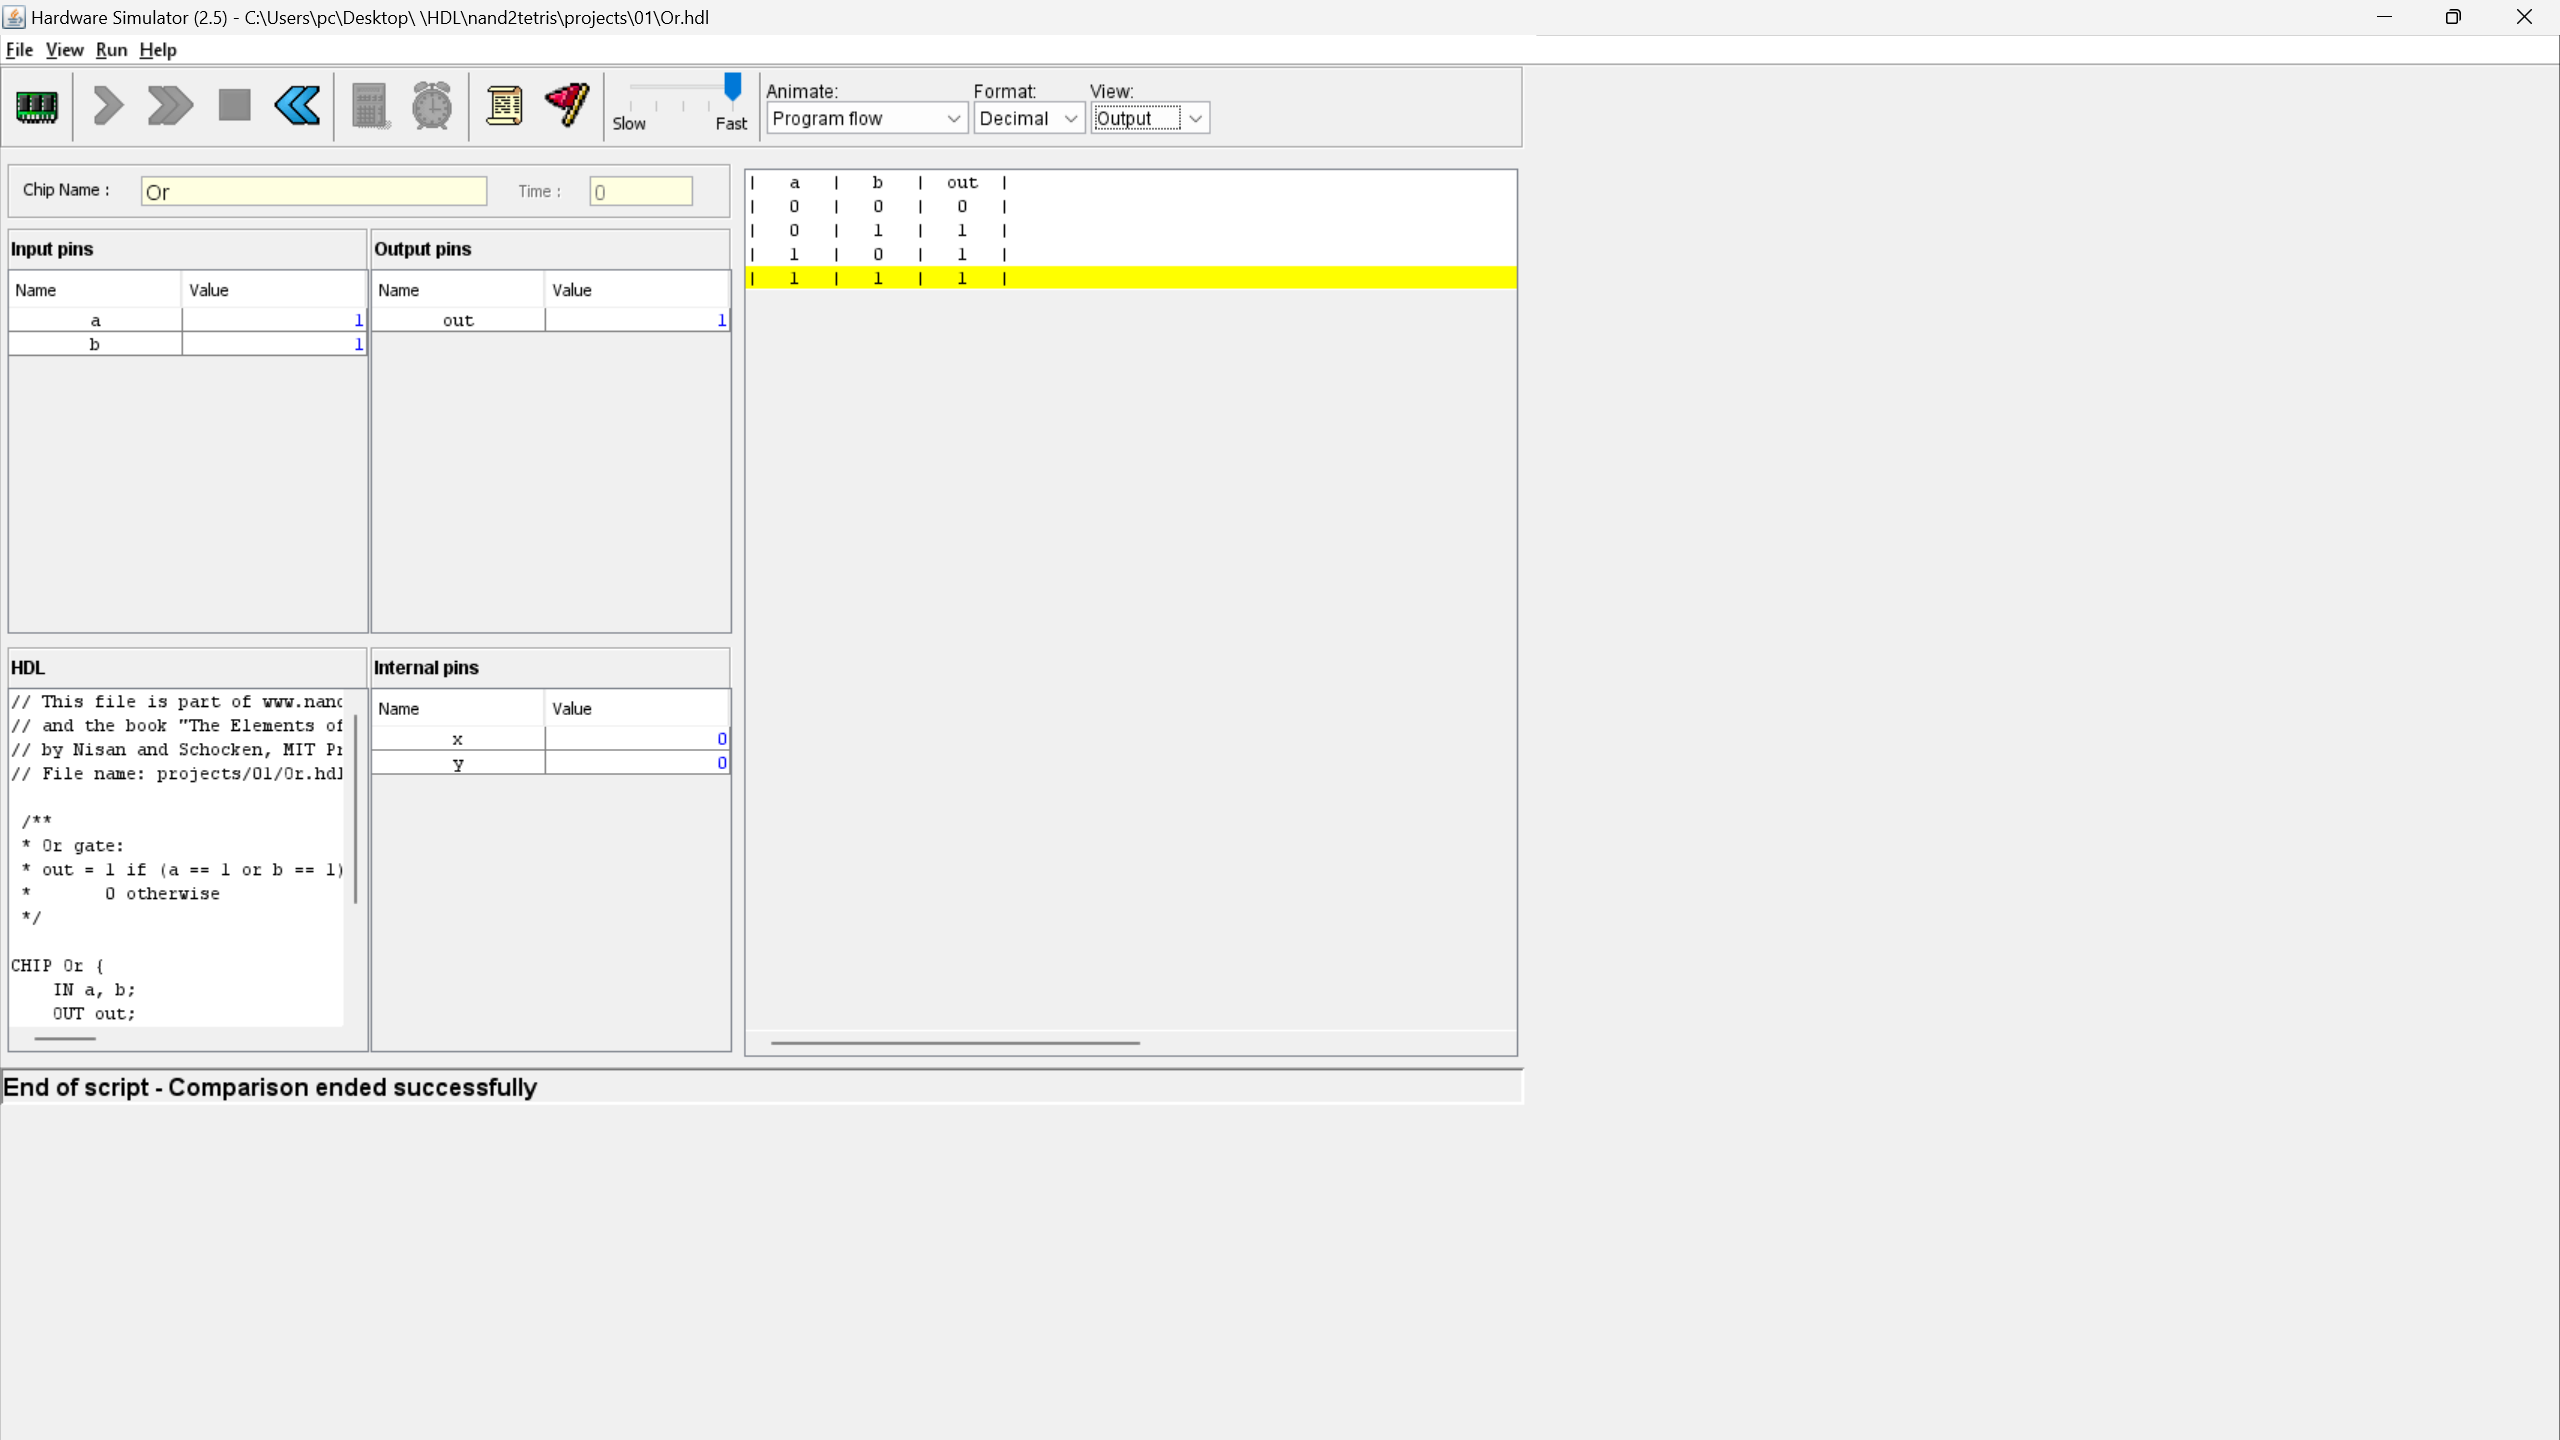 Hardware Simulator (2.5) - C:\Users\pc\Desktop\ \HDL\nand2tetris\projects\01\Or.hdl
File View Run Help
Animate: Format: View:
Slow Fast Program flow Decimal Output
Chip Name : Or Time : 0
Input pins
Name Value
a 1
b 1
Output pins
Name Value
out 1
HDL
// This file is part of www.nand
// and the book "The Elements of
// by Nisan and Schocken, MIT Pr
// File name: projects/01/Or.hdl
/**
* Or gate:
* out = 1 if (a == 1 or b == 1)
* 0 otherwise
*/
CHIP Or {
IN a, b;
OUT out;
Internal pins
Name Value
x 0
y 0
| a | b | out |
| 0 | 0 | 0 |
| 0 | 1 | 1 |
| 1 | 0 | 1 |
| 1 | 1 | 1 |
End of script - Comparison ended successfully